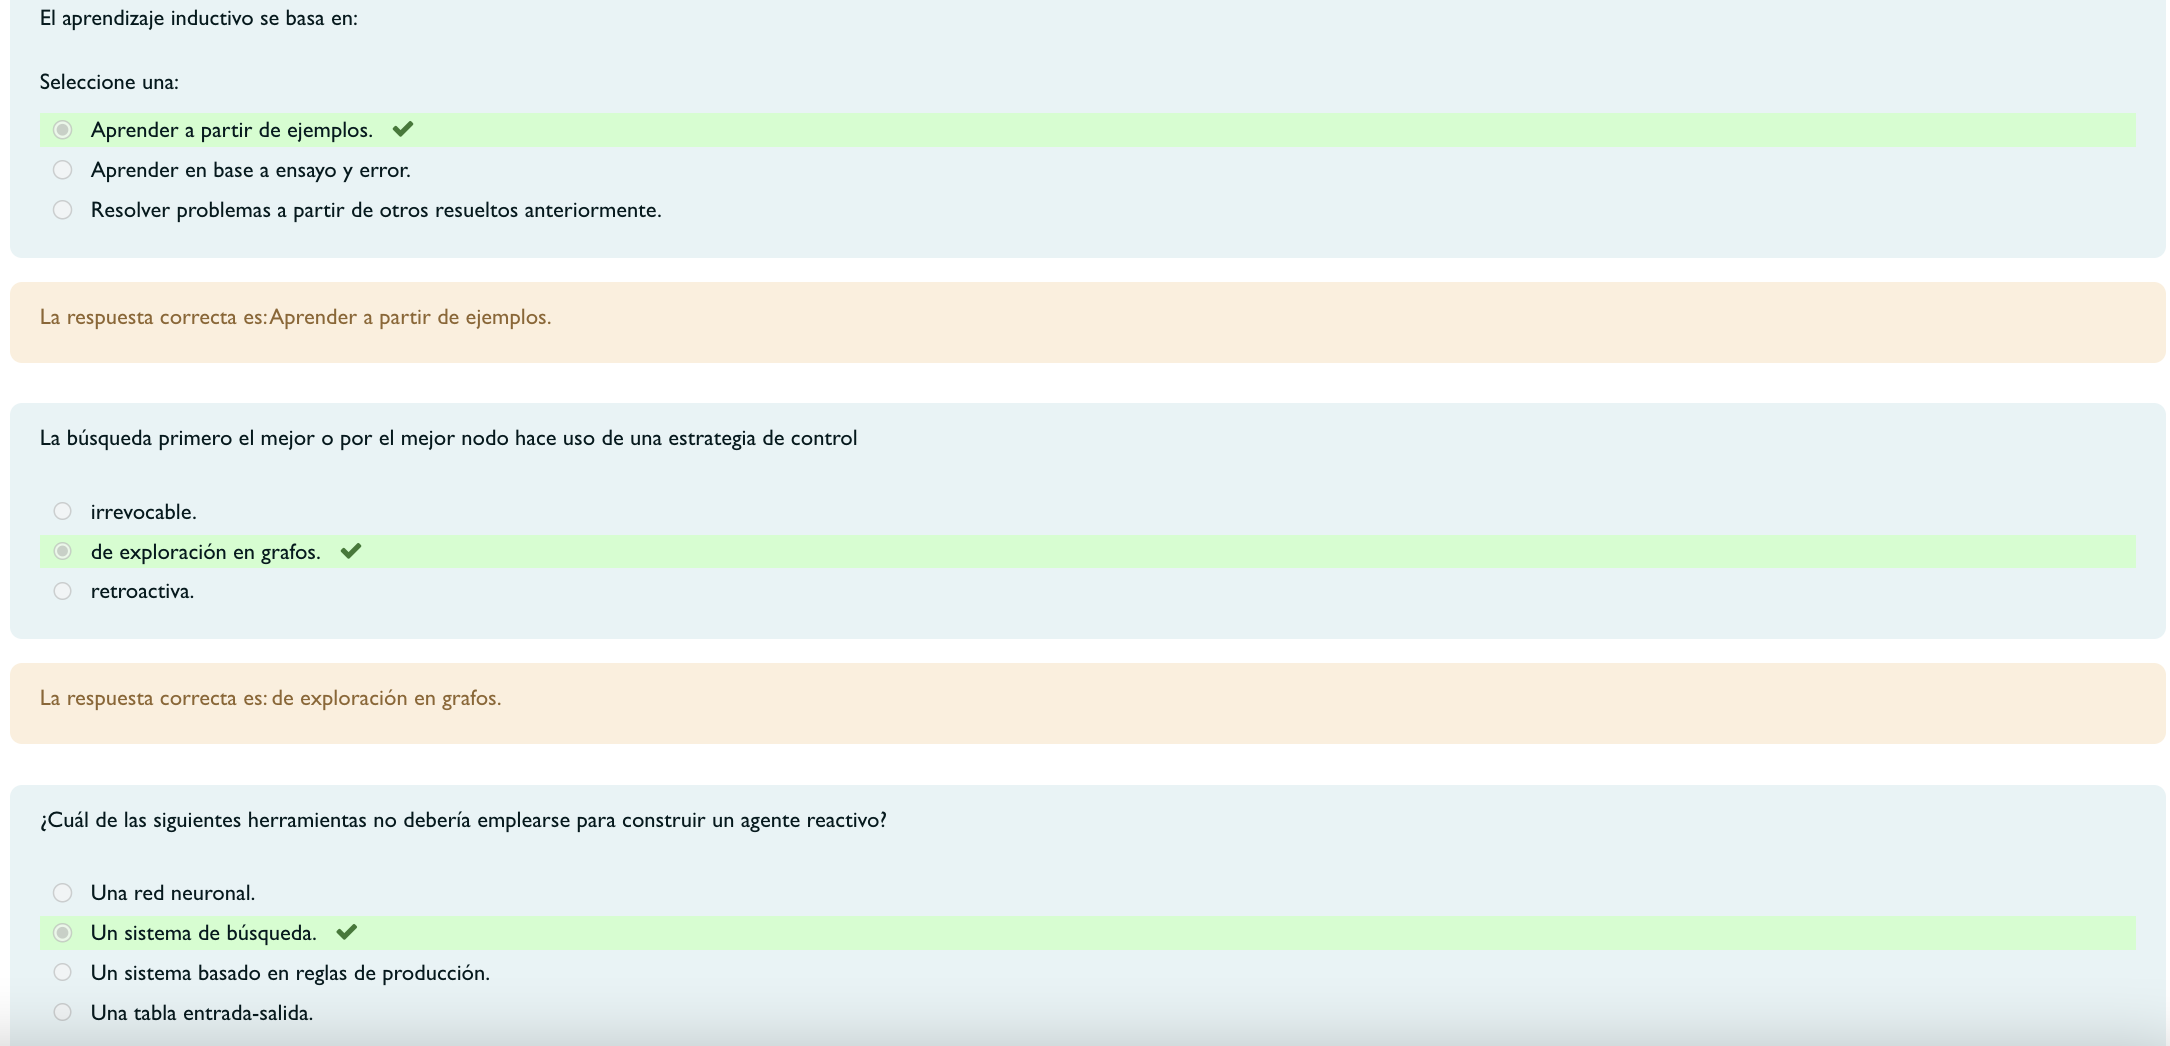 El aprendizaje inductivo se basa en:
Seleccione una:
Aprender a partir de ejemplos.
Aprender en base a ensayo y error.
Resolver problemas a partir de otros resueltos anteriormente.
La respuesta correcta es: Aprender a partir de ejemplos.
La búsqueda primero el mejor o por el mejor nodo hace uso de una estrategia de control
irrevocable.
de exploración en grafos.
retroactiva.
La respuesta correcta es: de exploración en grafos.
¿Cuál de las siguientes herramientas no debería emplearse para construir un agente reactivo?
Una red neuronal.
Un sistema de búsqueda.
Un sistema basado en reglas de producción.
Una tabla entrada-salida.